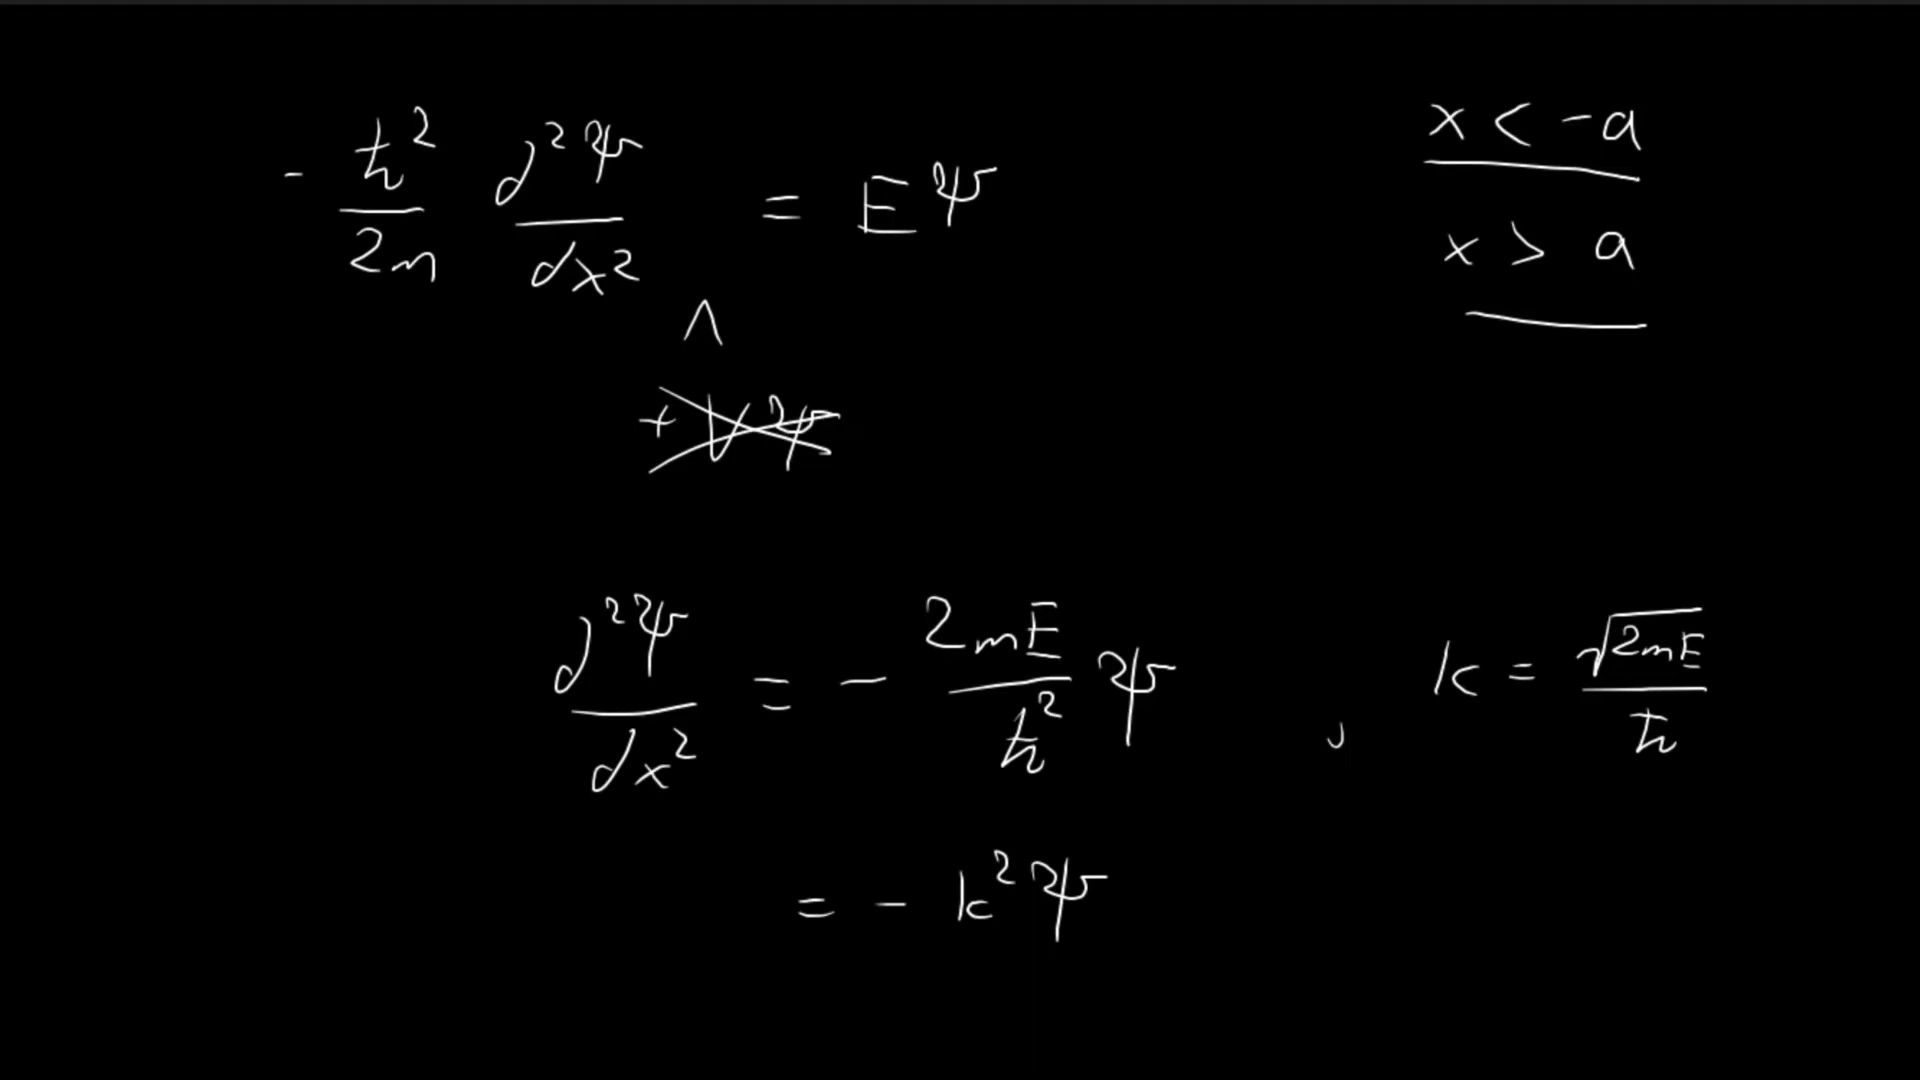 - ħ²/2m d²ψ/dx² = Eψ
x < -a
x > a
^
+ Vψ
d²ψ/dx² = - 2mE/ħ² ψ , k = √2mE/ħ
= - k²ψ